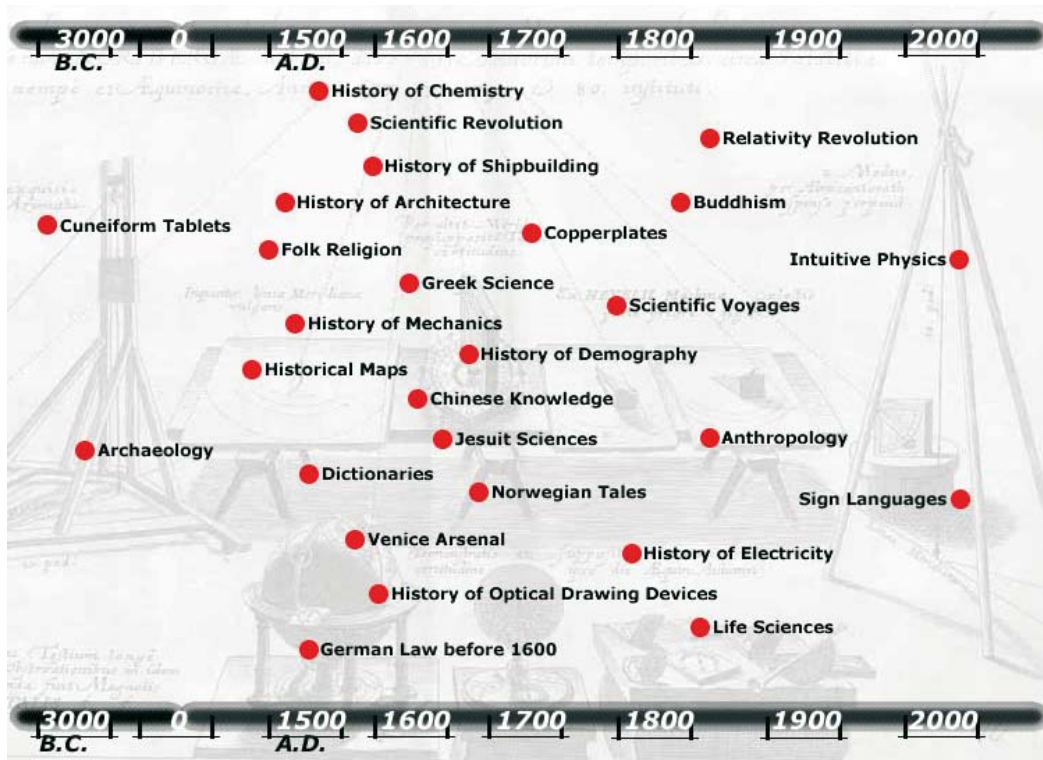 3000 0 1500 1600 1700 1800 1900 2000
B.C. A.D.
History of Chemistry
Scientific Revolution
Relativity Revolution
History of Shipbuilding
History of Architecture
Buddhism
Cuneiform Tablets
Copperplates
Folk Religion
Intuitive Physics
Greek Science
Scientific Voyages
History of Mechanics
History of Demography
Historical Maps
Chinese Knowledge
Jesuit Sciences
Anthropology
Archaeology
Dictionaries
Norwegian Tales
Sign Languages
Venice Arsenal
History of Electricity
History of Optical Drawing Devices
Life Sciences
German Law before 1600
3000 0 1500 1600 1700 1800 1900 2000
B.C. A.D.